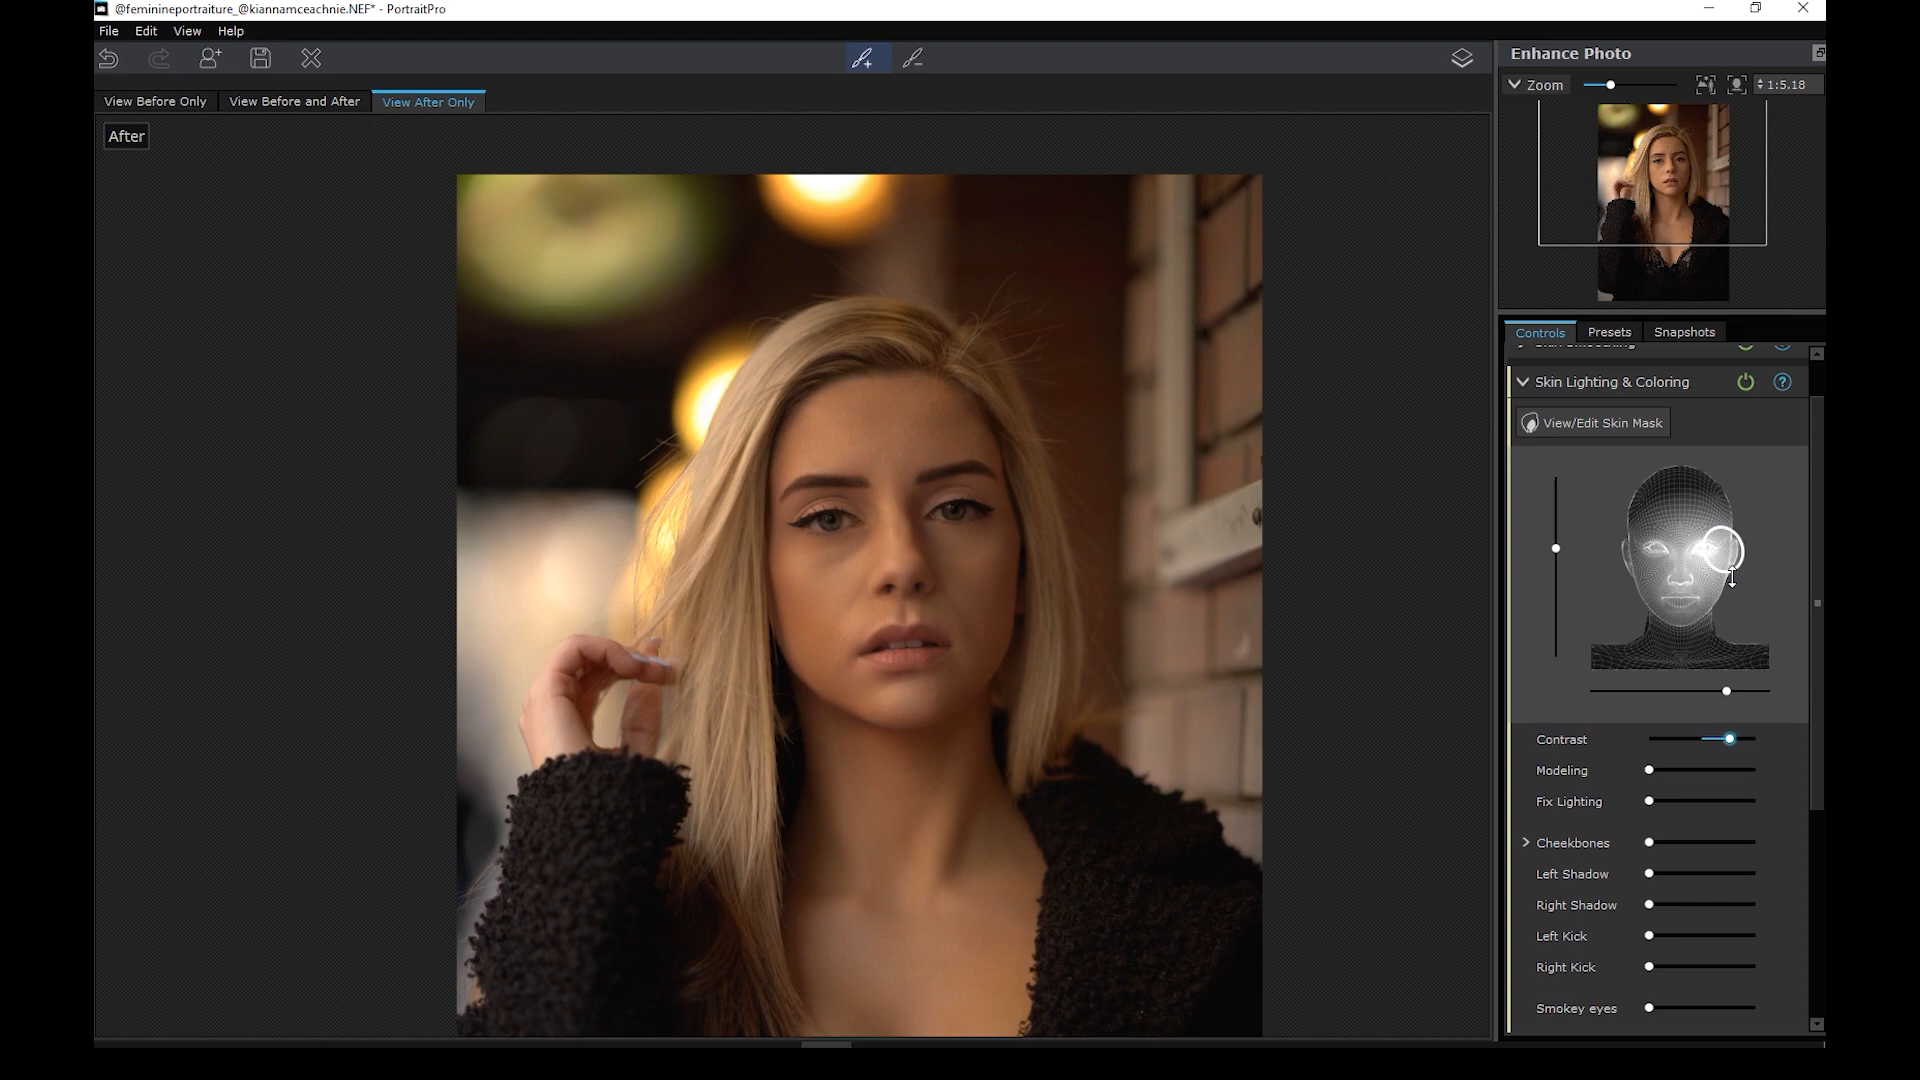 @feminineportraiture_@kiannamceachnie.NEF* - PortraitPro
File Edit View Help
Enhance Photo
Zoom 1:5.18
View Before Only View Before and After View After Only
After
Controls Presets Snapshots
Skin Smoothing
Skin Lighting & Coloring
View/Edit Skin Mask
Contrast
Modeling
Fix Lighting
Cheekbones
Left Shadow
Right Shadow
Left Kick
Right Kick
Smokey eyes